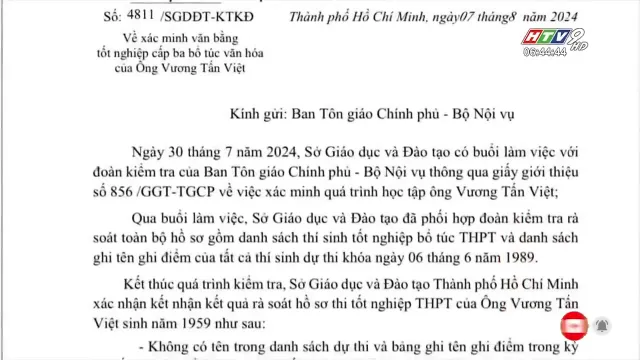 Số: 4811 /SGDĐT-KTKĐ
Thành phố Hồ Chí Minh, ngày07 tháng8 năm 2024
HTV9 HD
06:44:44
Về xác minh văn bằng
tốt nghiệp cấp ba bổ túc văn hóa
của Ông Vương Tấn Việt
Kính gửi: Ban Tôn giáo Chính phủ - Bộ Nội vụ
Ngày 30 tháng 7 năm 2024, Sở Giáo dục và Đào tạo có buổi làm việc với
đoàn kiểm tra của Ban Tôn giáo Chính phủ - Bộ Nội vụ thông qua giấy giới thiệu
số 856 /GGT-TGCP về việc xác minh quá trình học tập ông Vương Tấn Việt;
Qua buổi làm việc, Sở Giáo dục và Đào tạo đã phối hợp đoàn kiểm tra rà
soát toàn bộ hồ sơ gồm danh sách thí sinh tốt nghiệp bổ túc THPT và danh sách
ghi tên ghi điểm của tất cả thí sinh dự thi khóa ngày 06 tháng 6 năm 1989.
Kết thúc quá trình kiểm tra, Sở Giáo dục và Đào tạo Thành phố Hồ Chí Minh
xác nhận kết nhận kết quả rà soát hồ sơ thi tốt nghiệp THPT của Ông Vương Tấn
Việt sinh năm 1959 như sau:
- Không có tên trong danh sách dự thi và bảng ghi tên ghi điểm trong kỳ